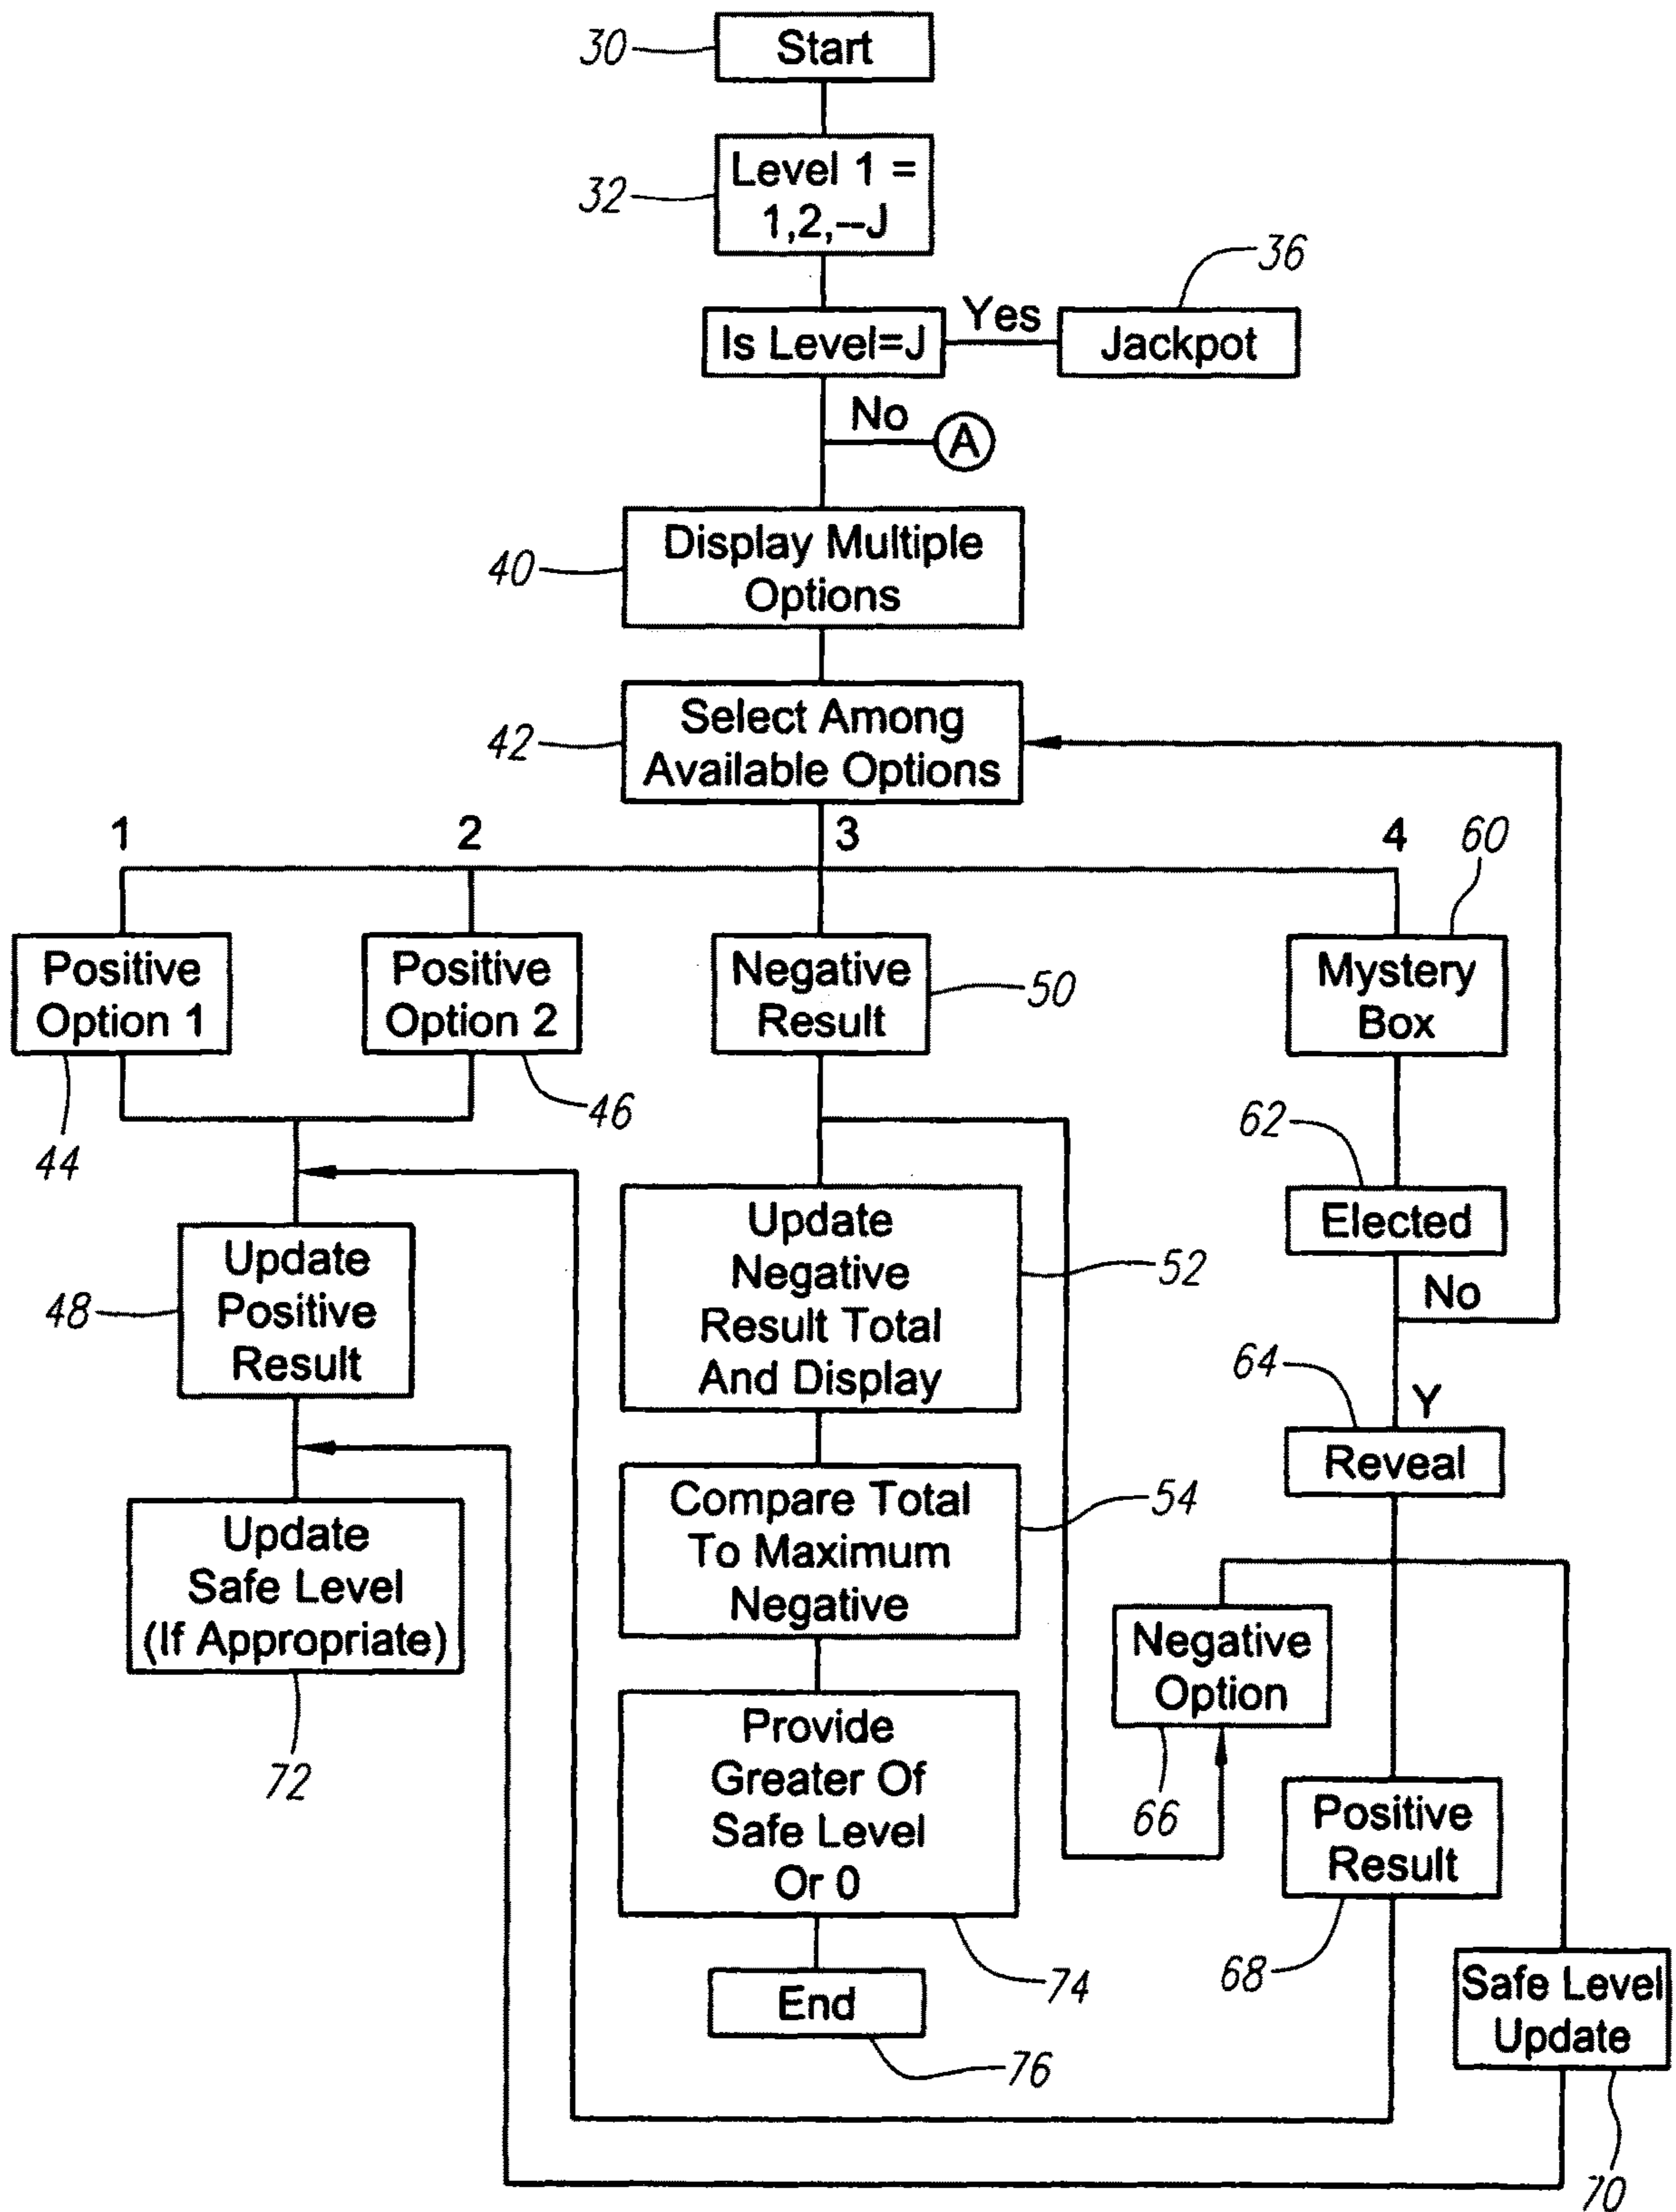 30
Start
32
Level 1 =
1,2,–J
36
Is Level=J
Yes
Jackpot
No
A
40
Display Multiple
Options
42
Select Among
Available Options
1
2
3
4
60
Positive
Option 1
Positive
Option 2
Negative
Result
50
Mystery
Box
44
46
62
Elected
No
48
Update
Positive
Result
Update
Negative
Result Total
And Display
52
64
Y
Reveal
Update
Safe Level
(If Appropriate)
72
Compare Total
To Maximum
Negative
54
Negative
Option
66
Provide
Greater Of
Safe Level
Or 0
74
Positive
Result
68
End
76
Safe Level
Update
70